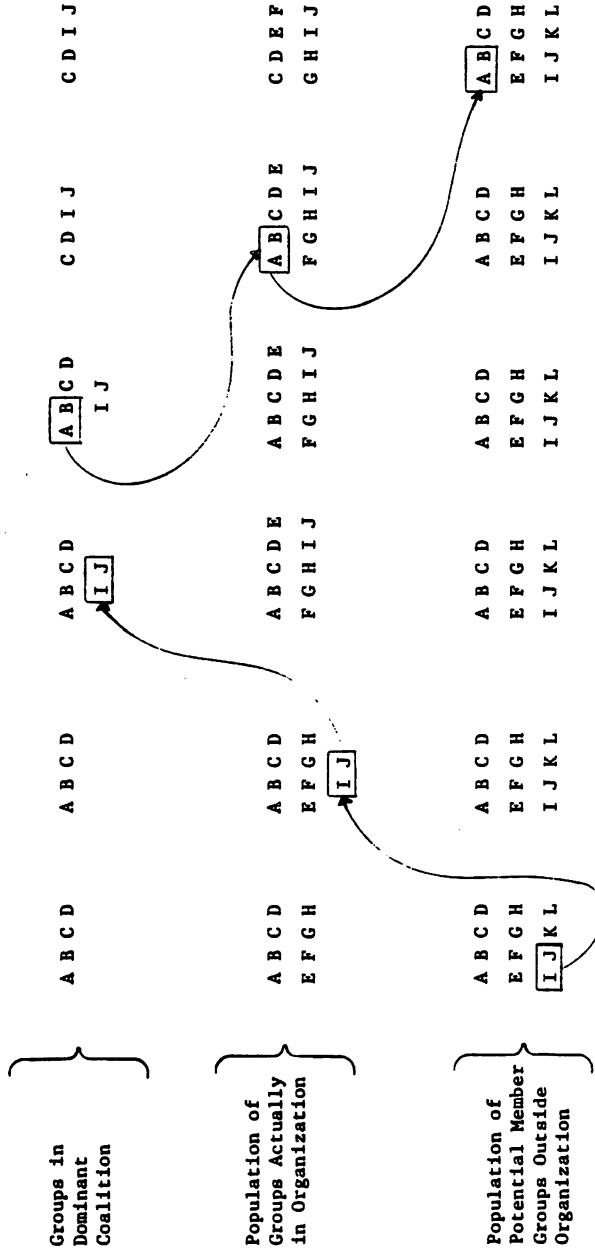 Groups in
Dominant
Coalition
A B C D
A B C D
A B C D
I J
A B C D
I J
C D I J
C D I J
Population of
Groups Actually
in Organization
A B C D
E F G H
A B C D
E F G H
I J
A B C D E
F G H I J
A B C D E
F G H I J
A B C D E
F G H I J
C D E F
G H I J
Population of
Potential Member
Groups Outside
Organization
A B C D
E F G H
I J K L
A B C D
E F G H
I J K L
A B C D
E F G H
I J K L
A B C D
E F G H
I J K L
A B C D
E F G H
I J K L
A B C D
E F G H
I J K L